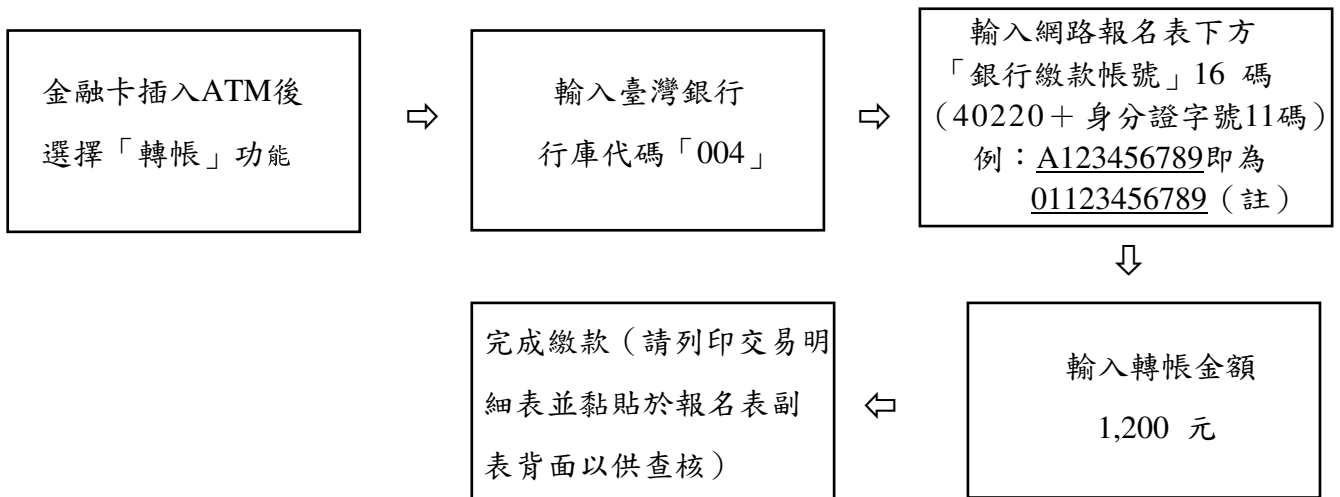 金融卡插入ATM後
選擇「轉帳」功能
輸入臺灣銀行
行庫代碼「004」
輸入網路報名表下方
「銀行繳款帳號」16 碼
（40220＋身分證字號11碼）
例：A123456789即為
01123456789（註）
輸入轉帳金額
1,200 元
完成繳款（請列印交易明
細表並黏貼於報名表副
表背面以供查核）